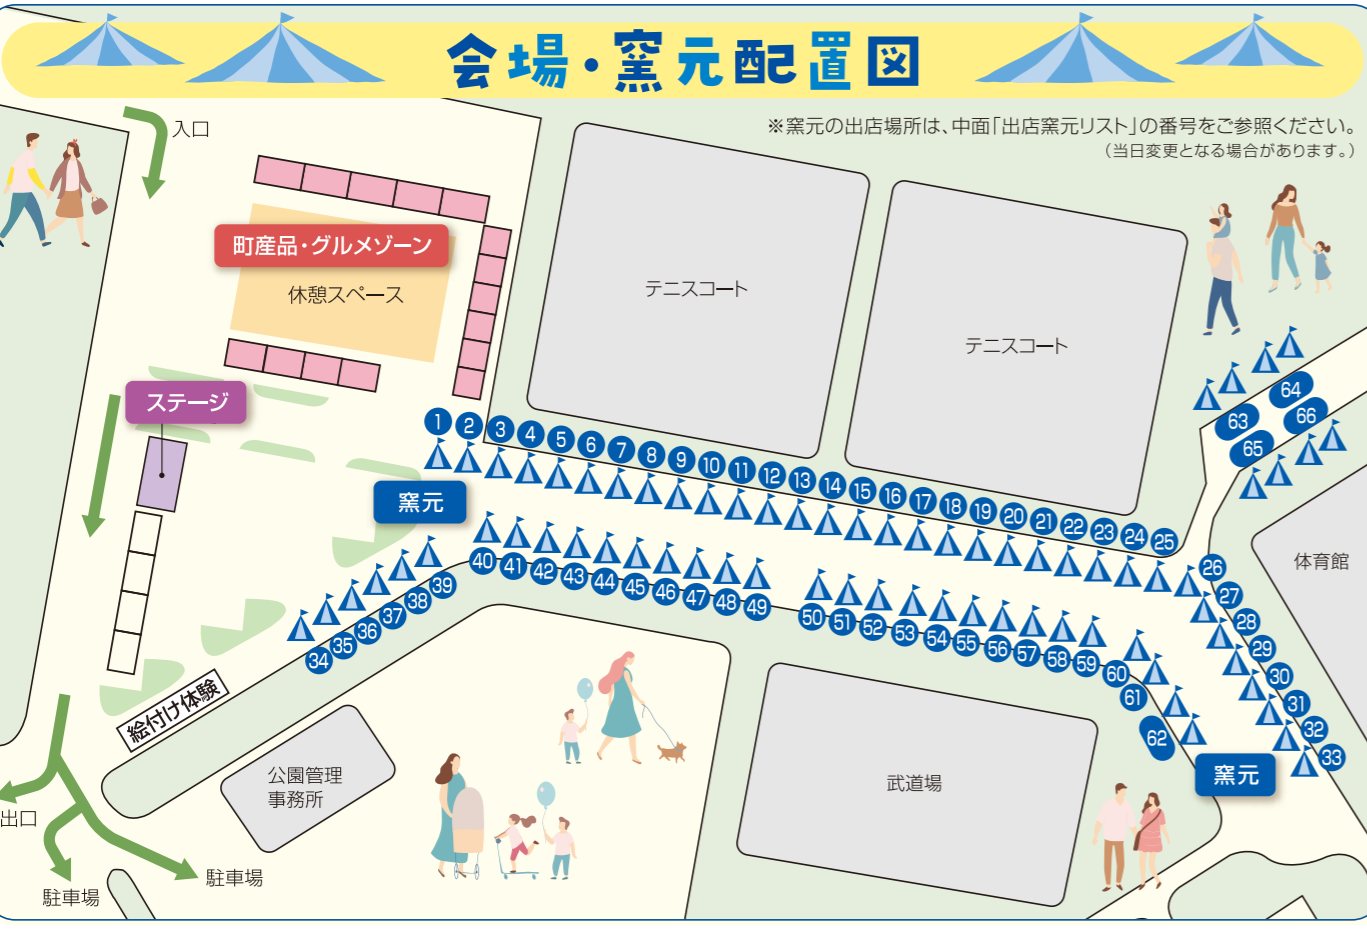 会場・窯元配置図
※窯元の出店場所は、中面「出店窯元リスト」の番号をご参照ください。
（当日変更となる場合があります。）
入口
町産品・グルメゾーン
休憩スペース
テニスコート
テニスコート
ステージ
窯元
1 2 3 4 5 6 7 8 9 10 11 12 13 14 15 16 17 18 19 20 21 22 23 24 25
63 64
65 66
体育館
26
27
28
29
30
31
32
33
34 35 36 37 38 39
40 41 42 43 44 45 46 47 48 49
50 51 52 53 54 55 56 57 58 59 60
61
62
窯元
絵付け体験
公園管理
事務所
武道場
出口
駐車場
駐車場